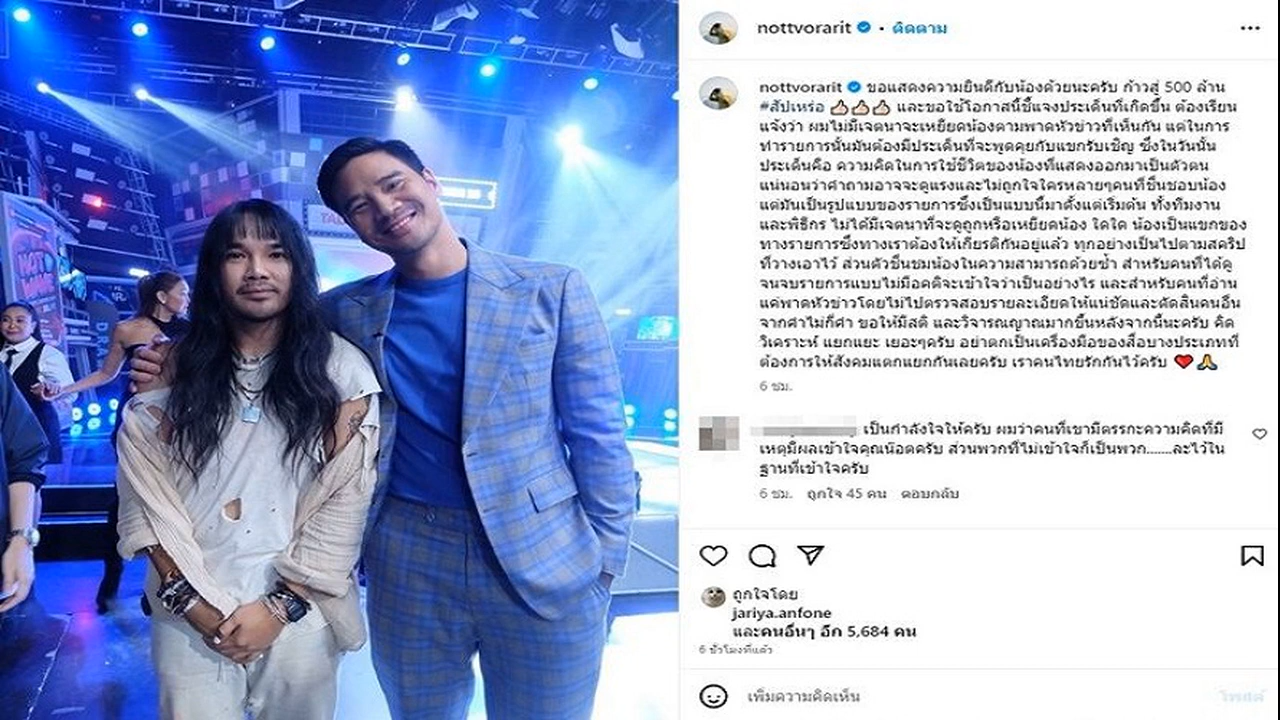 nottvorarit • ติดตาม
nottvorarit ขอแสดงความยินดีกับน้องด้วยนะครับ ก้าวสู่ 500 ล้าน
#สัปเหร่อ 👍🏻👍🏻👍🏻 และขอใช้โอกาสนี้ชี้แจงประเด็นที่เกิดขึ้น ต้องเรียน
แจ้งว่า ผมไม่มีเจตนาจะเหยียดน้องตามพาดหัวข่าวที่เห็นกัน แต่ในการ
ทำรายการนั้นมันต้องมีประเด็นที่จะพูดคุยกับแขกรับเชิญ ซึ่งในวันนั้น
ประเด็นคือ ความคิดในการใช้ชีวิตของน้องที่แสดงออกมาเป็นตัวตน
แน่นอนว่าคำถามอาจจะดูแรงและไม่ถูกใจใครหลายๆคนที่ชื่นชอบน้อง
แต่มันเป็นรูปแบบของรายการซึ่งเป็นแบบนี้มาตั้งแต่เริ่มต้น ทั้งทีมงาน
และพิธีกร ไม่ได้มีเจตนาที่จะดูถูกหรือเหยียดน้อง ใดใด น้องเป็นแขกของ
ทางรายการซึ่งทางเราต้องให้เกียรติกันอยู่แล้ว ทุกอย่างเป็นไปตามสคริป
ที่วางเอาไว้ ส่วนตัวชื่นชมน้องในความสามารถด้วยซ้ำ สำหรับคนที่ได้ดู
จนจบรายการแบบไม่มีอคติจะเข้าใจว่าเป็นอย่างไร และสำหรับคนที่อ่าน
แค่พาดหัวข่าวโดยไม่ไปตรวจสอบรายละเอียดให้แน่ชัดและตัดสินคนอื่น
จากคำไม่กี่คำ ขอให้มีสติ และวิจารณญาณมากขึ้นหลังจากนี้นะครับ คิด
วิเคราะห์ แยกแยะ เยอะๆครับ อย่าตกเป็นเครื่องมือของสื่อบางประเภทที่
ต้องการให้สังคมแตกแยกกันเลยครับ เราคนไทยรักกันไว้ครับ ❤️🙏
6 ชม.
เป็นกำลังใจให้ครับ ผมว่าคนที่เขามีตรรกะความคิดที่มี
เหตุมีผลเข้าใจคุณน๊อตครับ ส่วนพวกที่ไม่เข้าใจก็เป็นพวก.......ละไว้ใน
ฐานที่เข้าใจครับ
6 ชม. ถูกใจ 45 คน ตอบกลับ
ถูกใจโดย
jariya.anfone
และคนอื่นๆ อีก 5,684 คน
6 ชั่วโมงที่แล้ว
เพิ่มความคิดเห็น
โพสต์